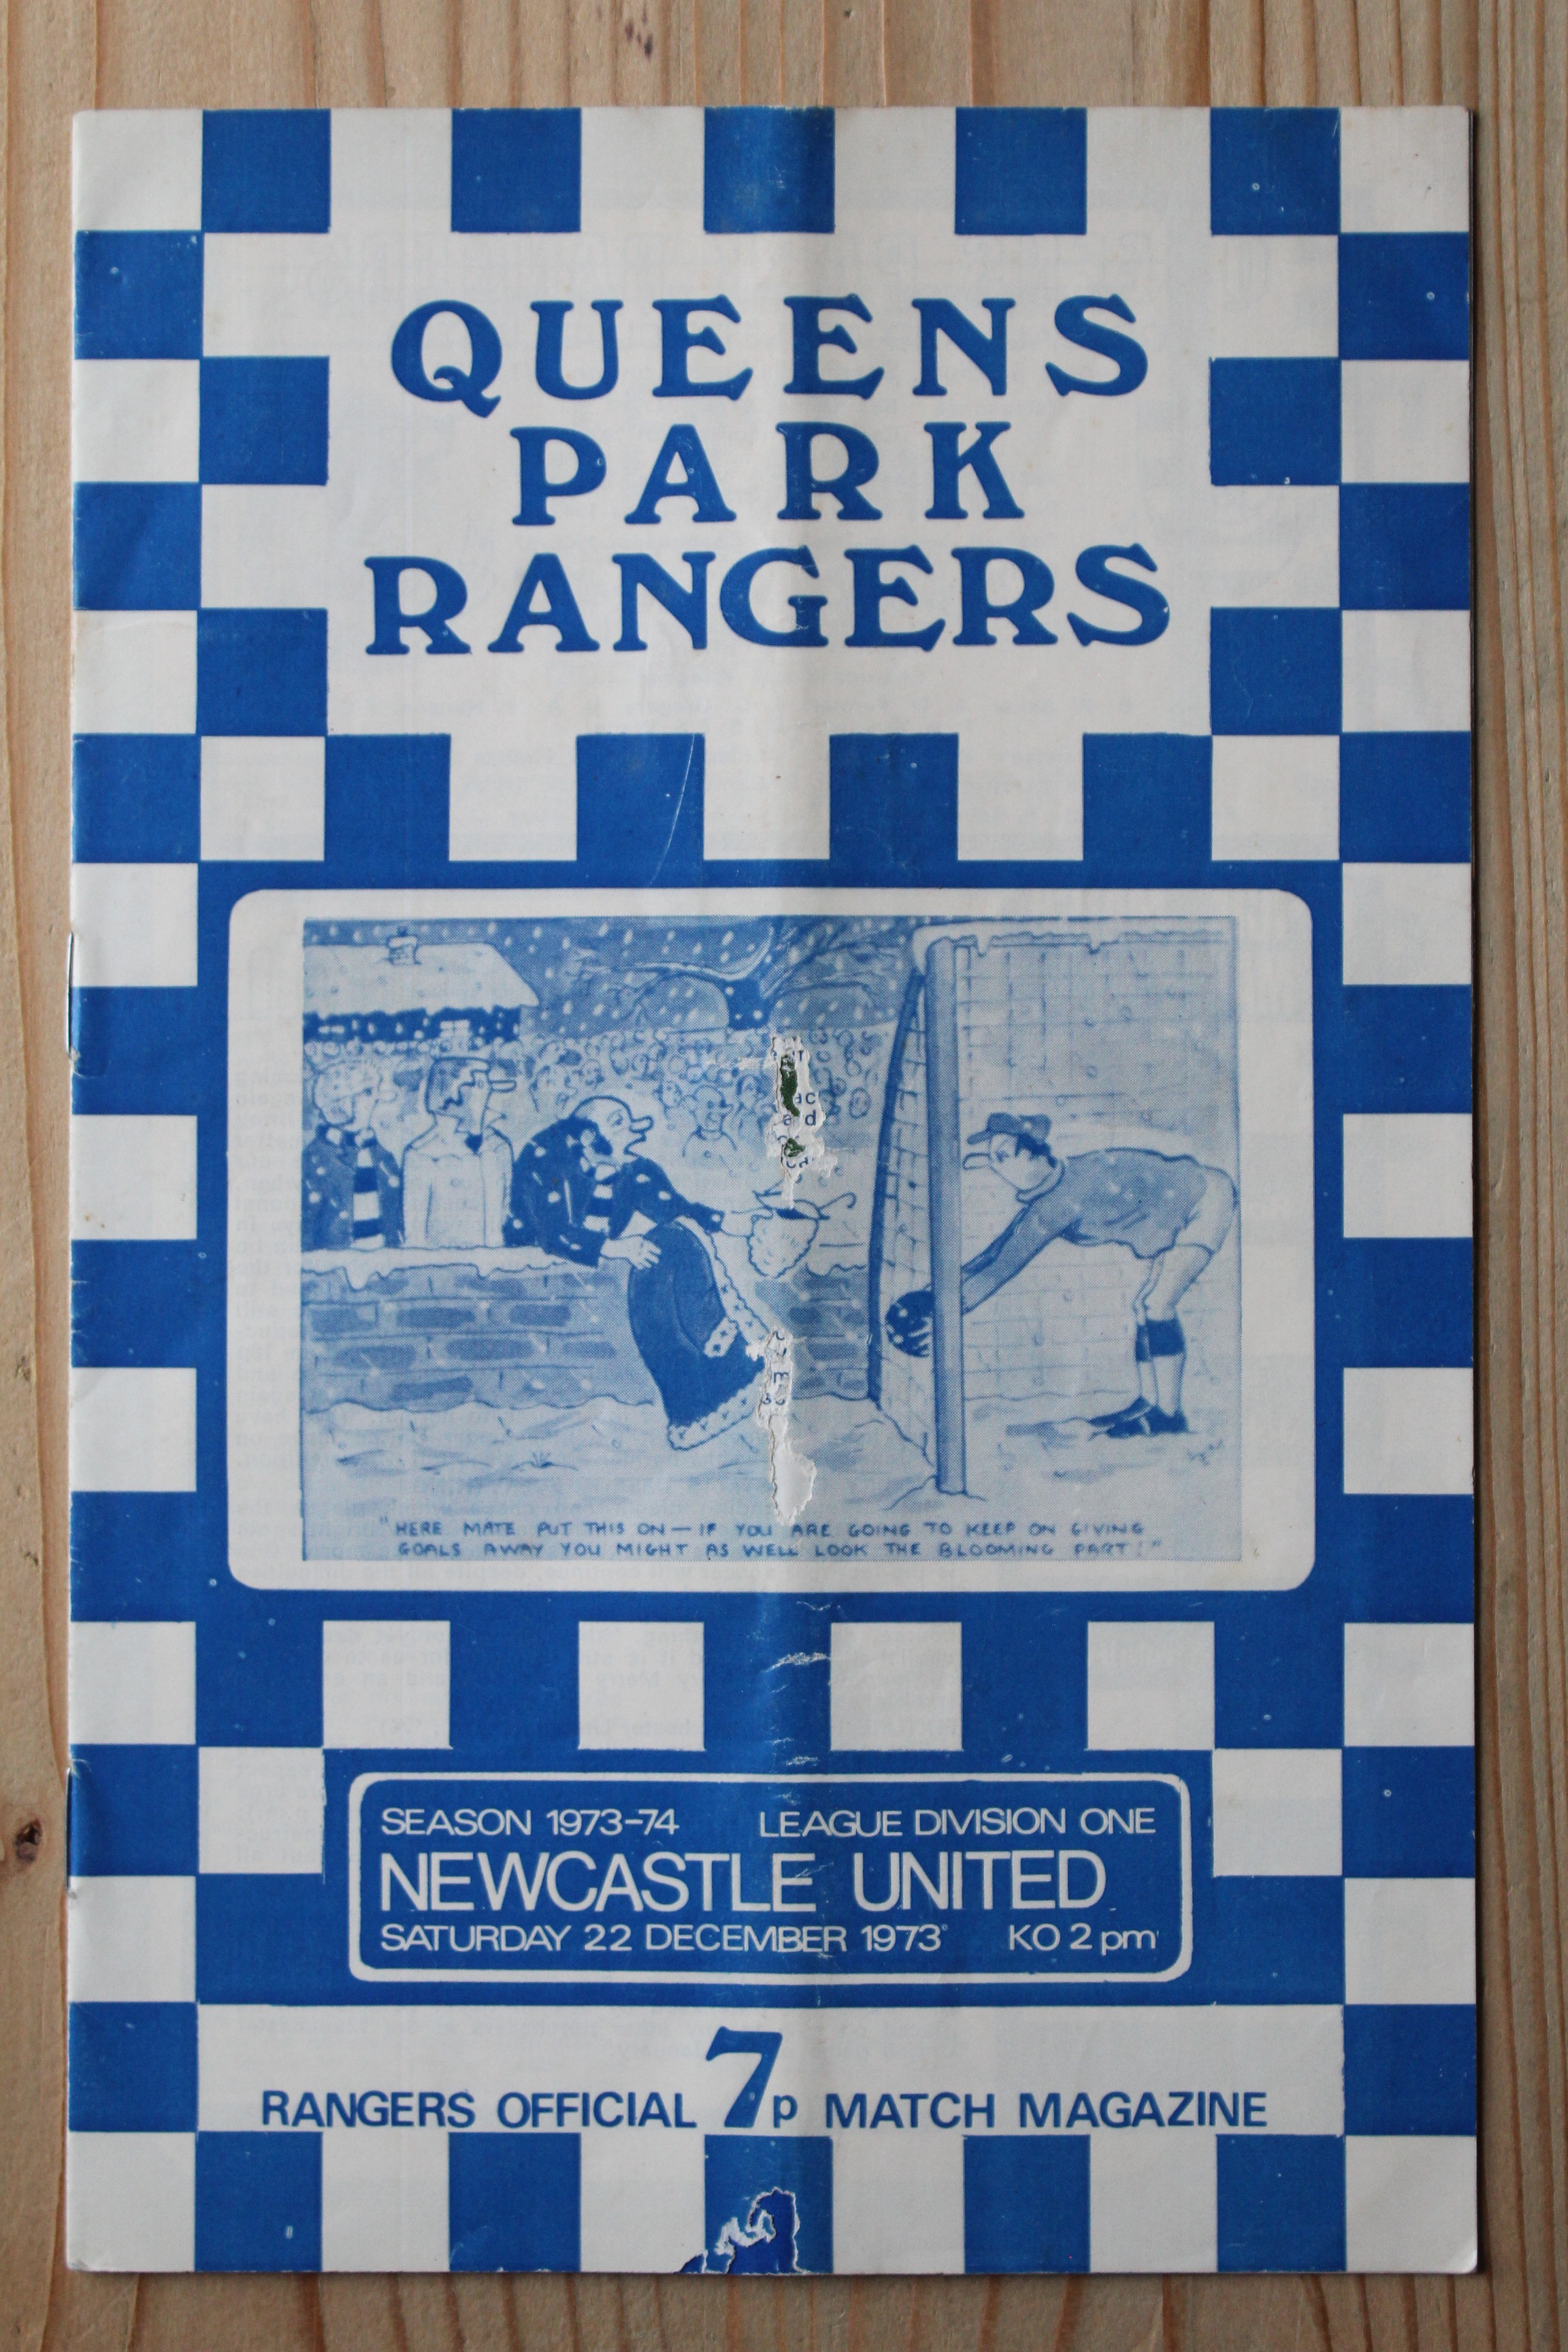 QUEENS
PARK
RANGERS
"HERE MATE PUT THIS ON — IF YOU ARE GOING TO KEEP ON GIVING
GOALS AWAY YOU MIGHT AS WELL LOOK THE BLOOMING PART!"
SEASON 1973-74 LEAGUE DIVISION ONE
NEWCASTLE UNITED
SATURDAY 22 DECEMBER 1973 KO 2 pm
RANGERS OFFICIAL 7p MATCH MAGAZINE